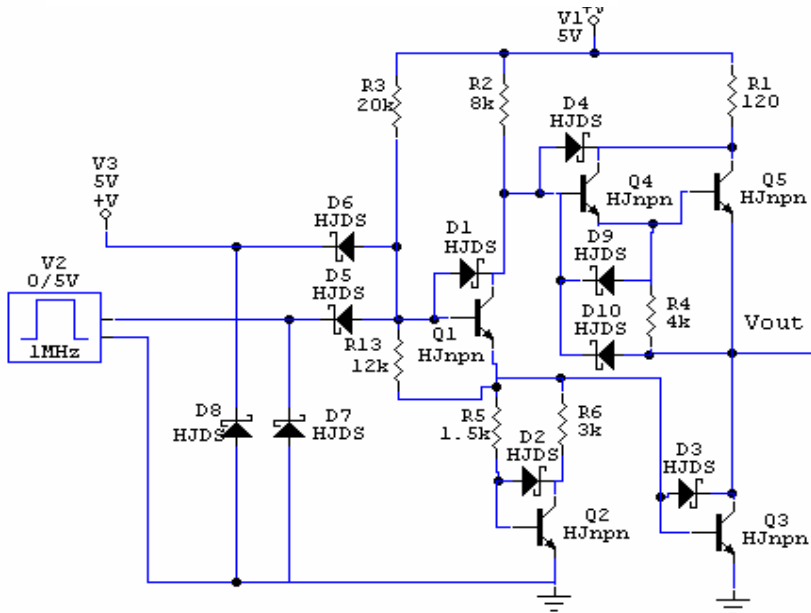 V1
+V
5V
R3
20k
R2
8k
R1
120
D4
HJDS
V3
5V
+V
D6
HJDS
D1
HJDS
Q4
HJnpn
Q5
HJnpn
V2
0/5V
D5
HJDS
D9
HJDS
1MHz
R13
12k
Q1
HJnpn
D10
HJDS
R4
4k
Vout
D8
HJDS
D7
HJDS
R5
1.5k
R6
3k
D2
HJDS
D3
HJDS
Q2
HJnpn
Q3
HJnpn